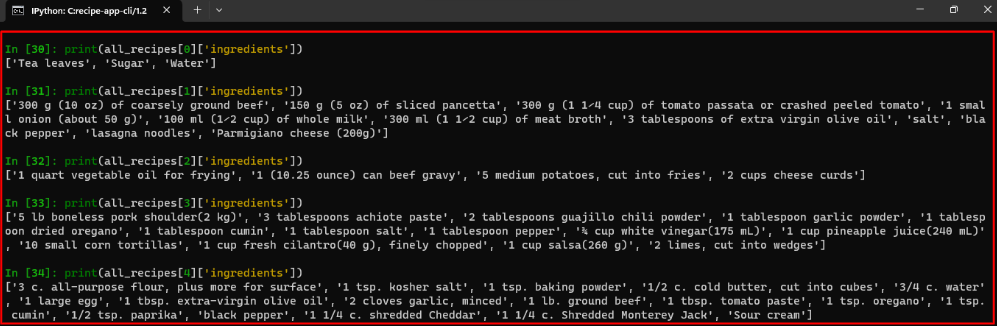 IPython: C:recipe-app-cli/1.2
In [30]: print(all_recipes[0]['ingredients'])
['Tea leaves', 'Sugar', 'Water']
In [31]: print(all_recipes[1]['ingredients'])
['300 g (10 oz) of coarsely ground beef', '150 g (5 oz) of sliced pancetta', '300 g (1 1⁄4 cup) of tomato passata or crashed peeled tomato', '1 smal
l onion (about 50 g)', '100 ml (1⁄2 cup) of whole milk', '300 ml (1 1⁄2 cup) of meat broth', '3 tablespoons of extra virgin olive oil', 'salt', 'bla
ck pepper', 'lasagna noodles', 'Parmigiano cheese (200g)']
In [32]: print(all_recipes[2]['ingredients'])
['1 quart vegetable oil for frying', '1 (10.25 ounce) can beef gravy', '5 medium potatoes, cut into fries', '2 cups cheese curds']
In [33]: print(all_recipes[3]['ingredients'])
['5 lb boneless pork shoulder(2 kg)', '3 tablespoons achiote paste', '2 tablespoons guajillo chili powder', '1 tablespoon garlic powder', '1 tablesp
oon dried oregano', '1 tablespoon cumin', '1 tablespoon salt', '1 tablespoon pepper', '¾ cup white vinegar(175 mL)', '1 cup pineapple juice(240 mL)'
, '10 small corn tortillas', '1 cup fresh cilantro(40 g), finely chopped', '1 cup salsa(260 g)', '2 limes, cut into wedges']
In [34]: print(all_recipes[4]['ingredients'])
['3 c. all-purpose flour, plus more for surface', '1 tsp. kosher salt', '1 tsp. baking powder', '1/2 c. cold butter, cut into cubes', '3/4 c. water'
, '1 large egg', '1 tbsp. extra-virgin olive oil', '2 cloves garlic, minced', '1 lb. ground beef', '1 tbsp. tomato paste', '1 tsp. oregano', '1 tsp.
 cumin', '1/2 tsp. paprika', 'black pepper', '1 1/4 c. shredded Cheddar', '1 1/4 c. Shredded Monterey Jack', 'Sour cream']